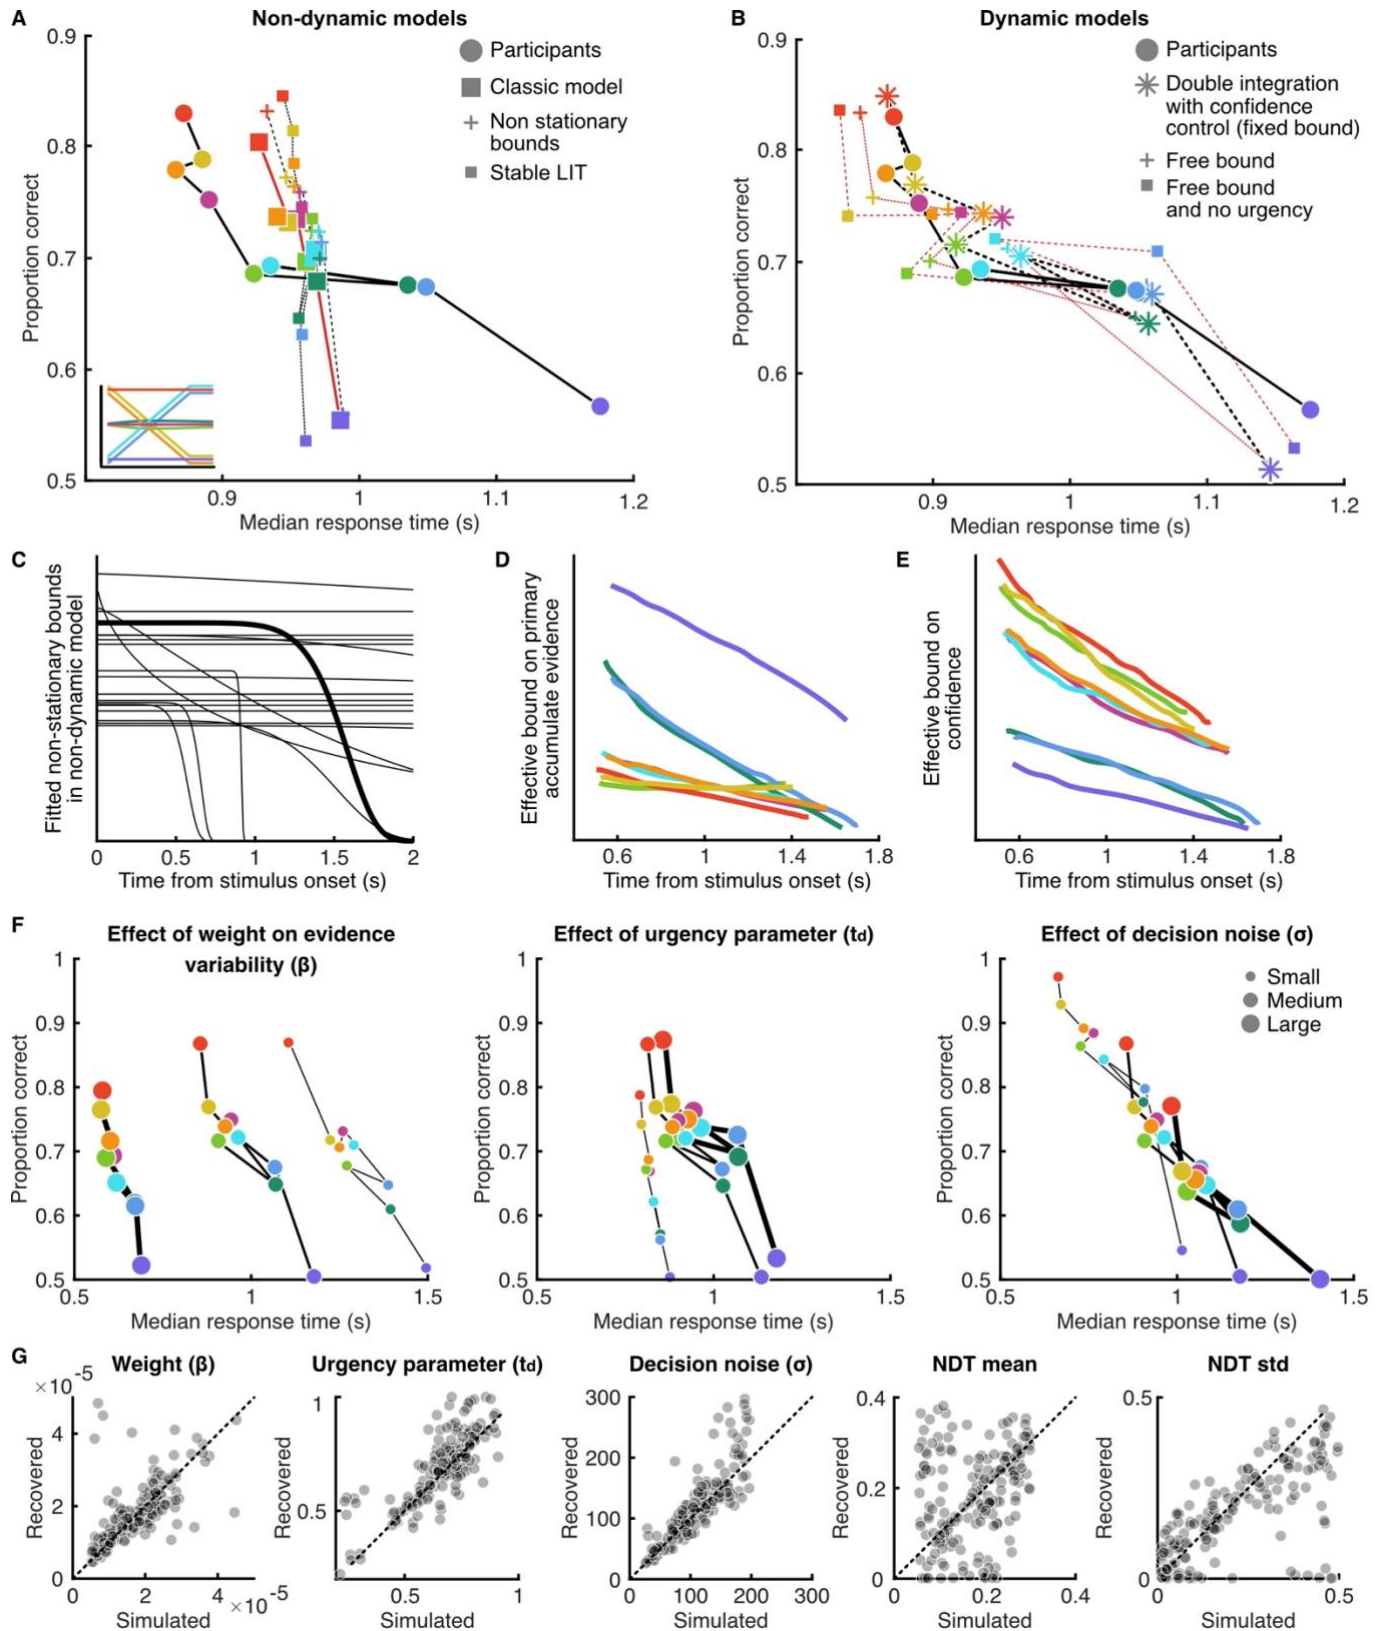 A
Non-dynamic models
0.9
0.8
0.7
0.6
0.5
Proportion correct
0.9
1
1.1
1.2
Median response time (s)
Participants
Classic model
Non stationary
bounds
Stable LIT
B
Dynamic models
0.9
0.8
0.7
0.6
0.5
Proportion correct
0.9
1
1.1
1.2
Median response time (s)
Participants
Double integration
with confidence
control (fixed bound)
Free bound
Free bound
and no urgency
C
Fitted non-stationary bounds
in non-dynamic model
0
0.5
1
1.5
2
Time from stimulus onset (s)
D
Effective bound on primary
accumulate evidence
0.6
1
1.4
1.8
Time from stimulus onset (s)
E
Effective bound on
confidence
0.6
1
1.4
1.8
Time from stimulus onset (s)
F
Effect of weight on evidence
variability (β)
1
0.9
0.8
0.7
0.6
0.5
Proportion correct
0.5
1
1.5
Median response time (s)
Effect of urgency parameter (td)
1
0.9
0.8
0.7
0.6
0.5
Proportion correct
0.5
1
1.5
Median response time (s)
Effect of decision noise (σ)
1
0.9
0.8
0.7
0.6
0.5
Proportion correct
0.5
1
1.5
Median response time (s)
Small
Medium
Large
G
Weight (β)
×10-5
4
2
0
Recovered
0
2
4
×10-5
Simulated
Urgency parameter (td)
1
0.5
Recovered
0.5
1
Simulated
Decision noise (σ)
300
200
100
0
Recovered
0
100
200
300
Simulated
NDT mean
0.4
0.2
0
Recovered
0
0.2
0.4
Simulated
NDT std
0.5
0
Recovered
0
0.5
Simulated